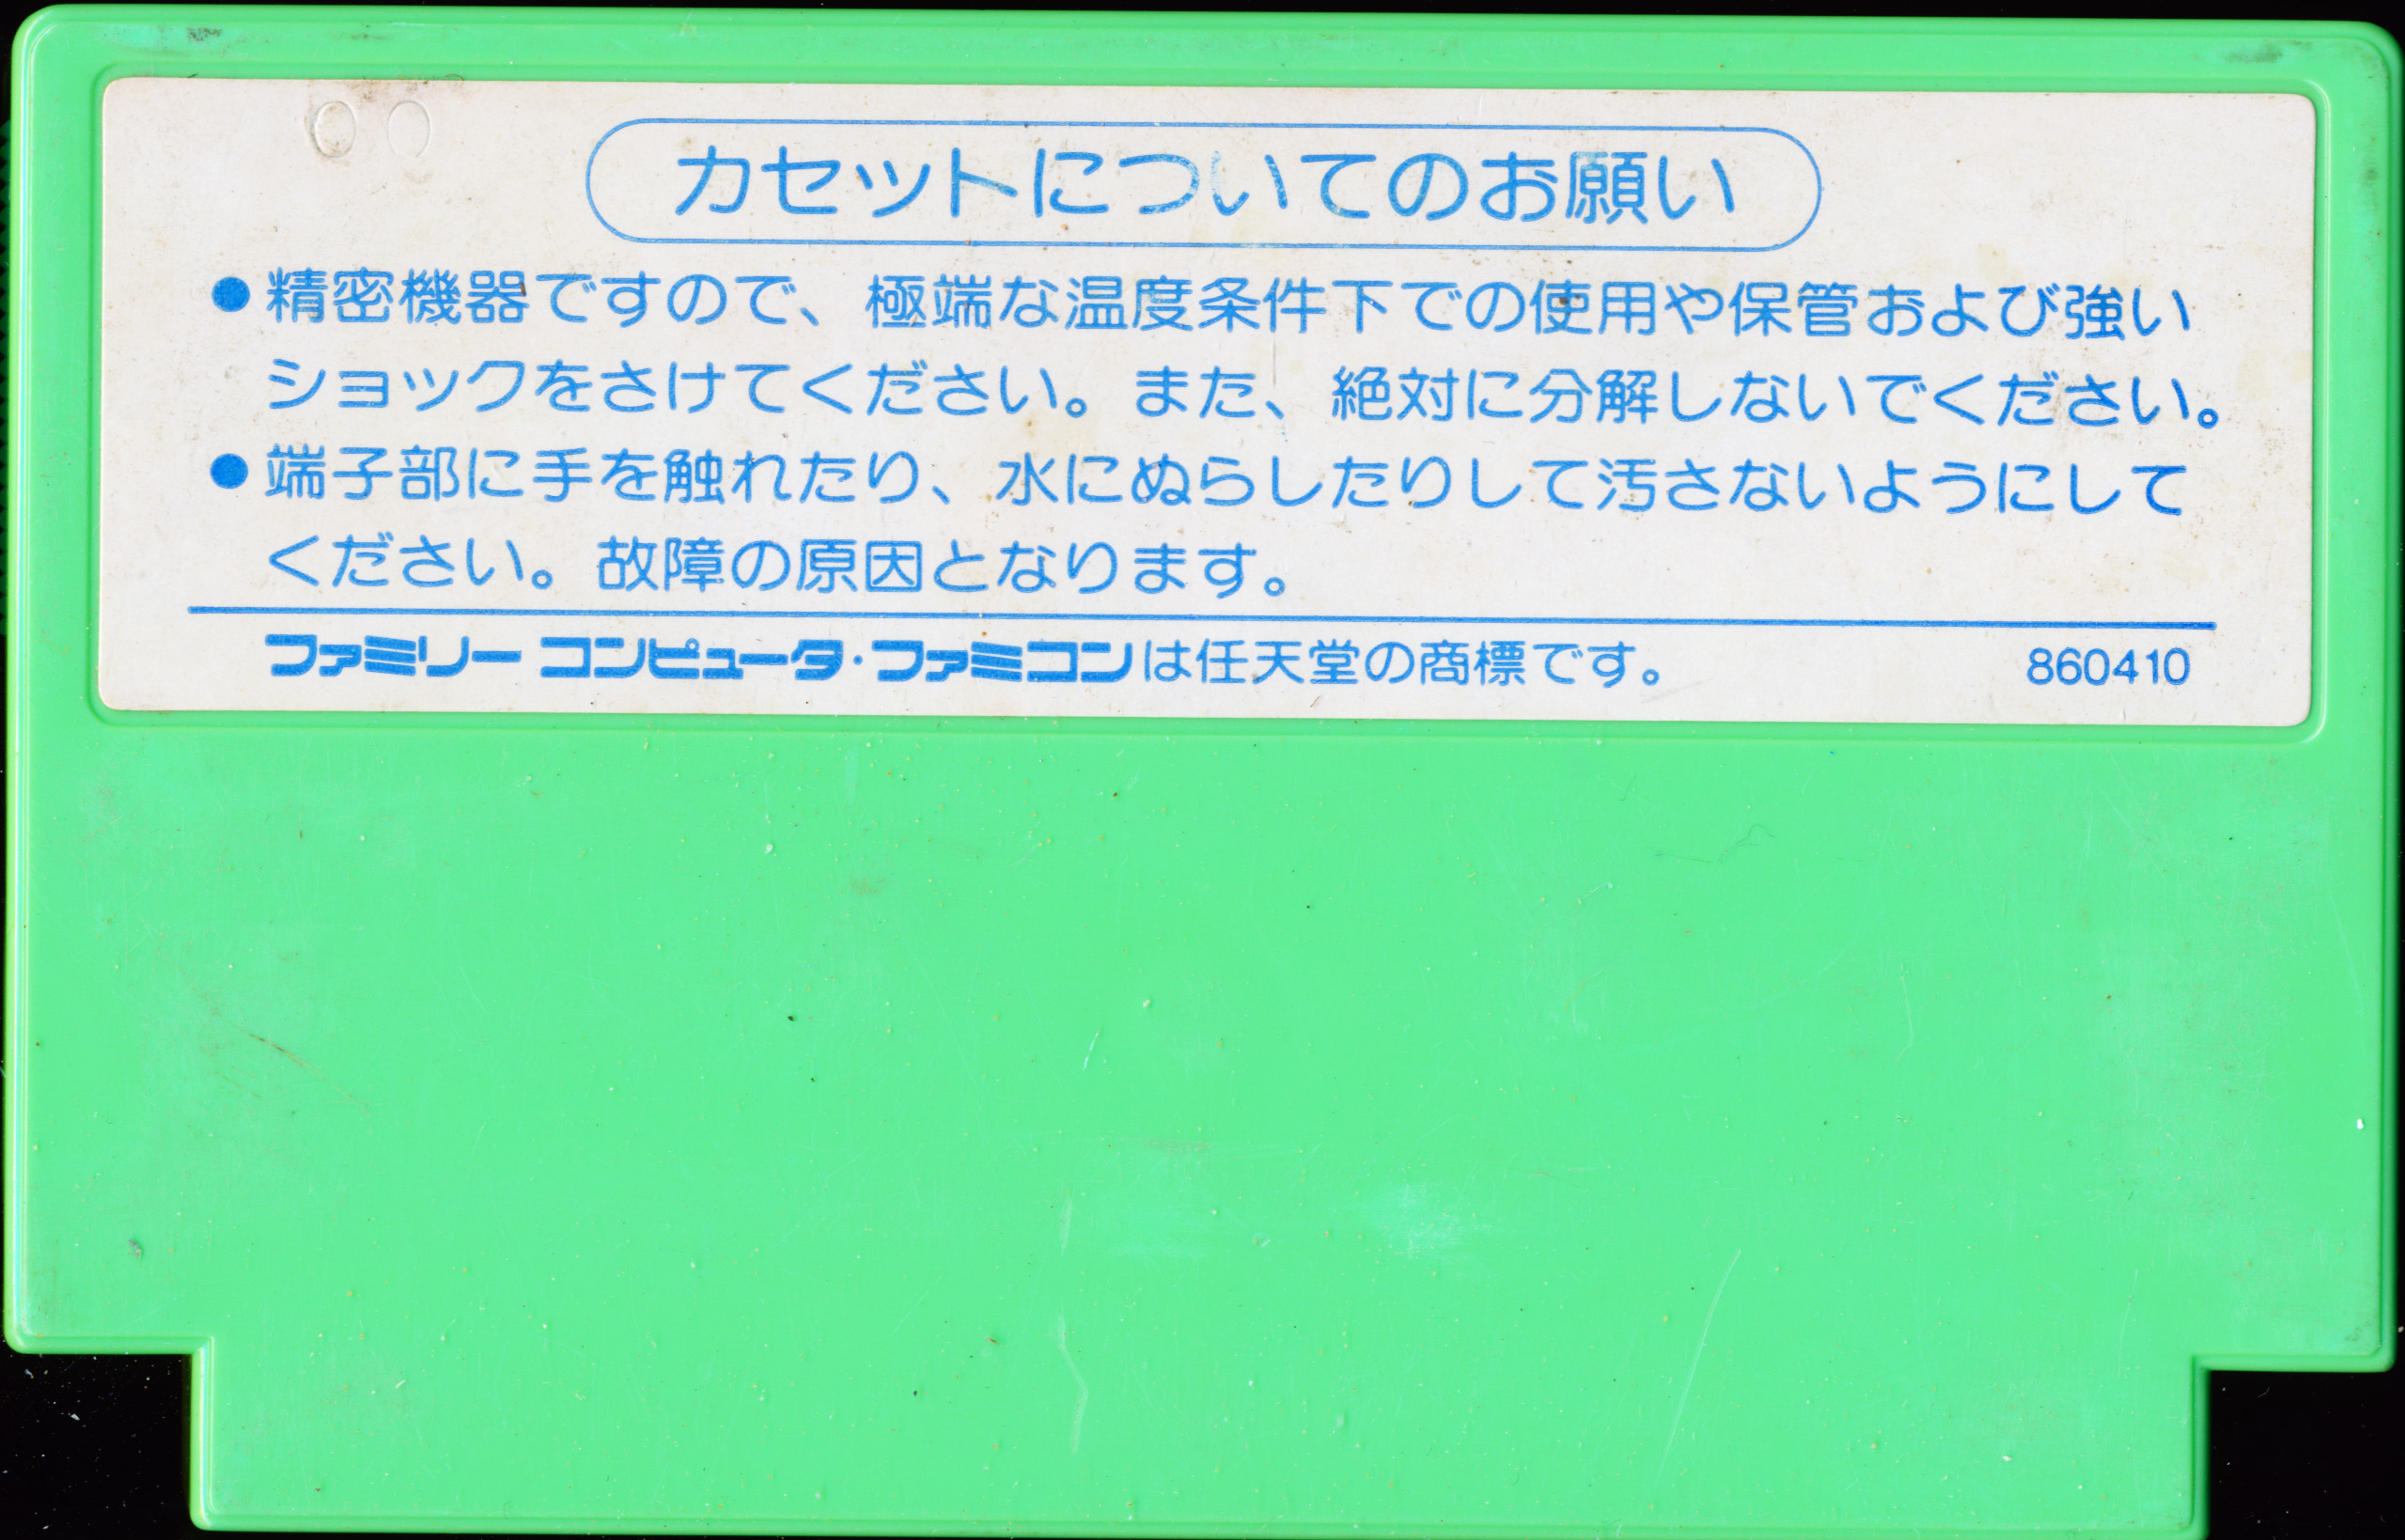 00
カセットについてのお願い
●精密機器ですので、極端な温度条件下での使用や保管および強い
ショックをさけてください。また、絶対に分解しないでください。
●端子部に手を触れたり、水にぬらしたりして汚さないようにして
ください。故障の原因となります。
ファミリー コンピュータ・ファミコンは任天堂の商標です。 860410